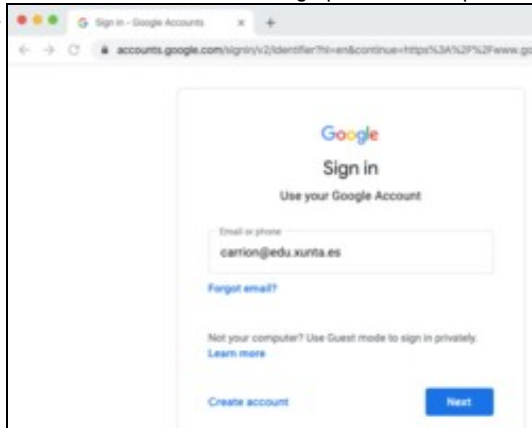 Sign in - Google Accounts
accounts.google.com/signin/v2/identifier?hl=en&continue=https%3A%2F%2Fwww.go
Google
Sign in
Use your Google Account
Email or phone
carrion@edu.xunta.es
Forgot email?
Not your computer? Use Guest mode to sign in privately.
Learn more
Create account
Next